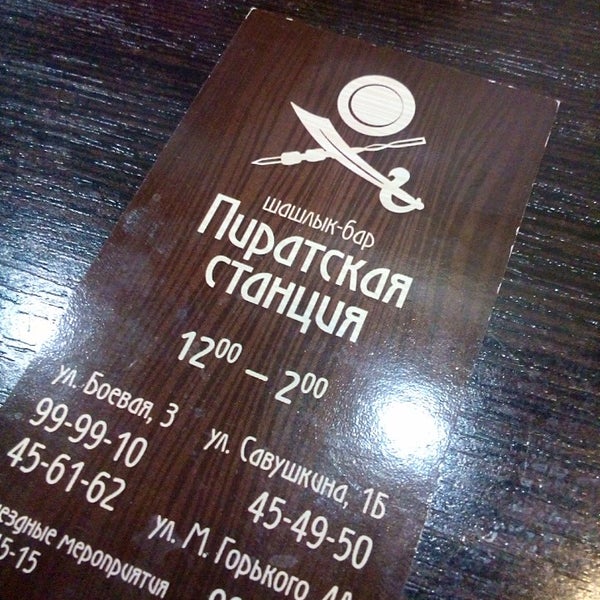 шашлык-бар
Пиратская
станция
12⁰⁰ – 2⁰⁰
ул. Боевая, 3
99-99-10
45-61-62
ул. Савушкина, 1Б
45-49-50
мероприятия
ул. М. Горького,